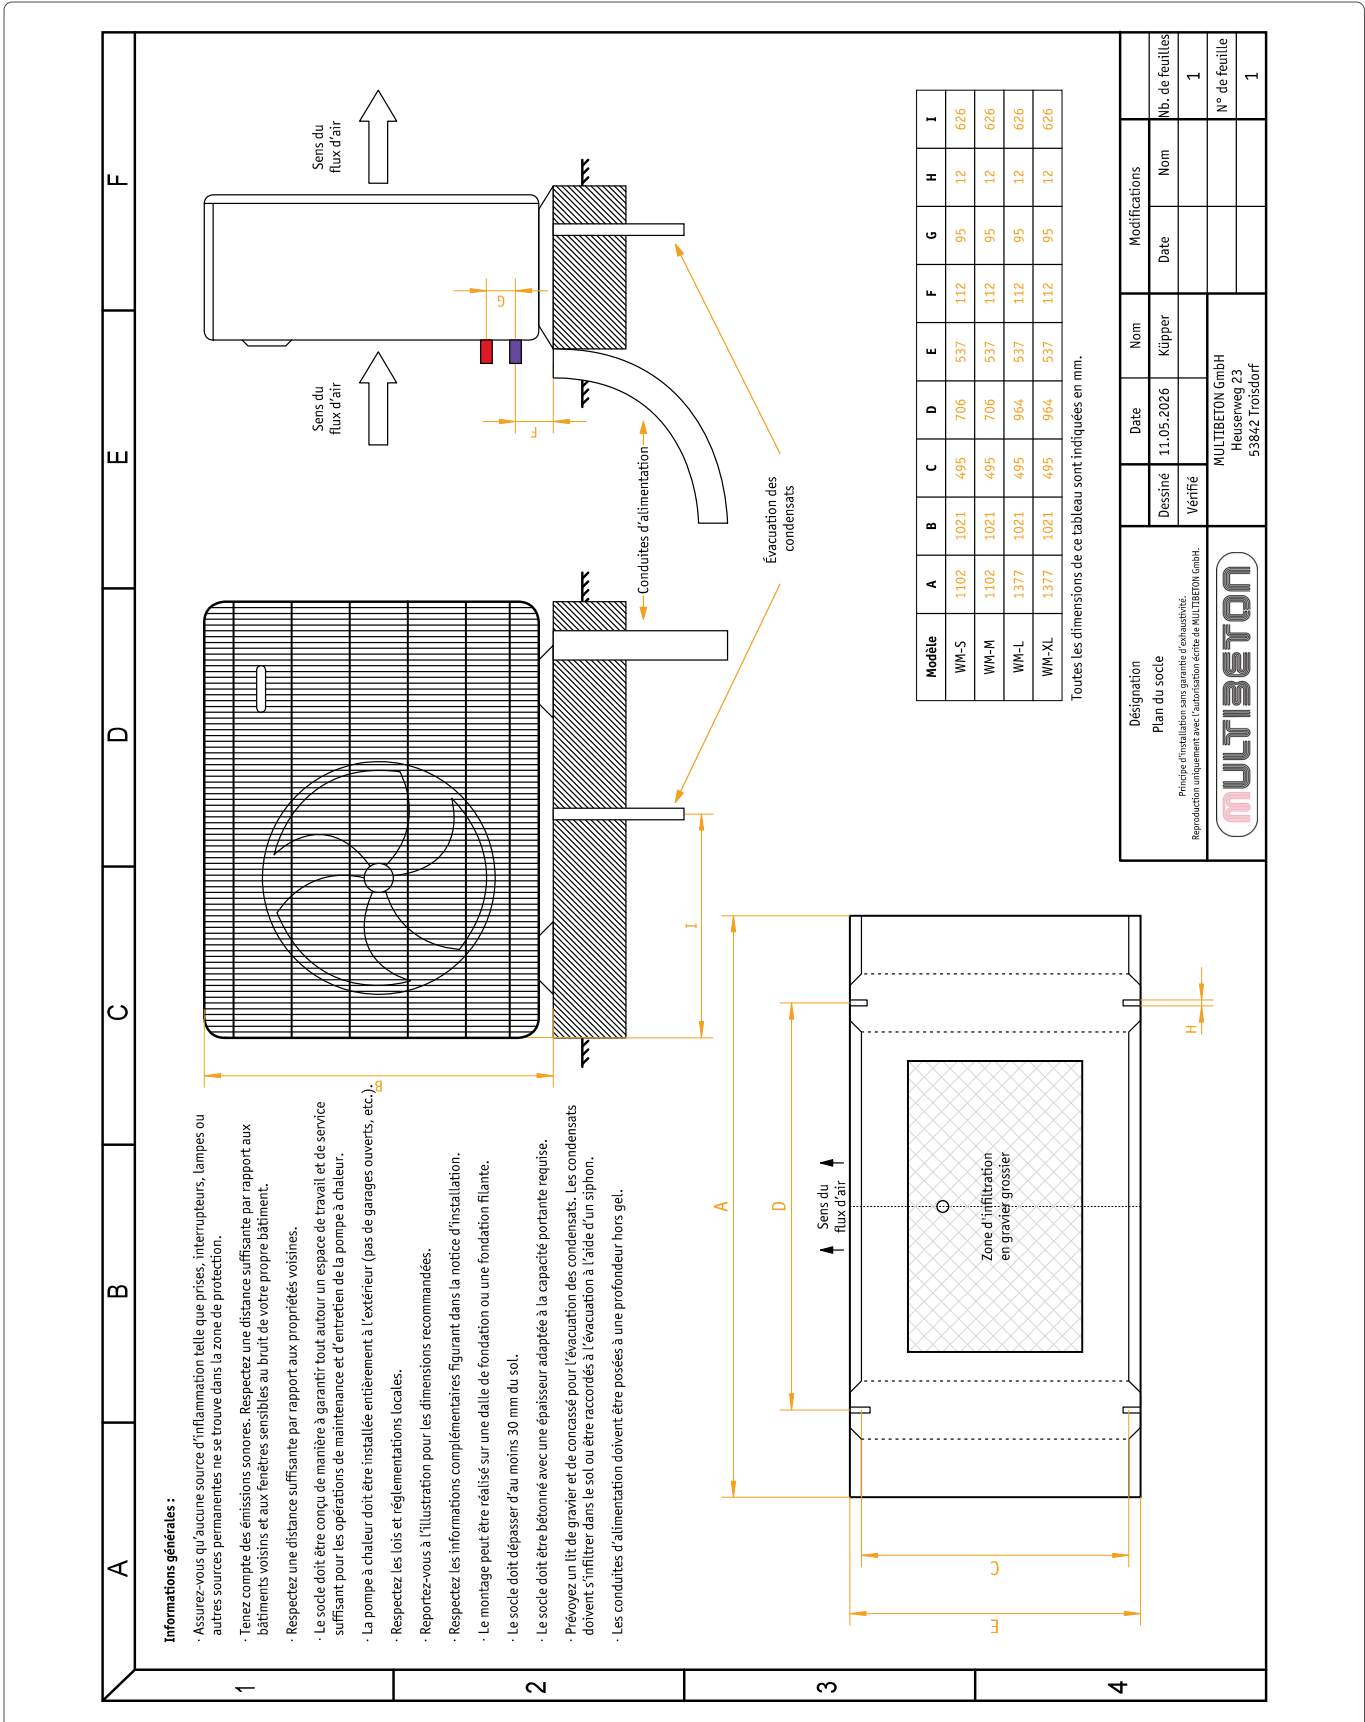 Informations générales :
· Assurez-vous qu'aucune source d'inflammation telle que prises, interrupteurs, lampes ou
autres sources permanentes ne se trouve dans la zone de protection.
· Tenez compte des émissions sonores. Respectez une distance suffisante par rapport aux
bâtiments voisins et aux fenêtres sensibles au bruit de votre propre bâtiment.
· Respectez une distance suffisante par rapport aux propriétés voisines.
· Le socle doit être conçu de manière à garantir tout autour un espace de travail et de service
suffisant pour les opérations de maintenance et d'entretien de la pompe à chaleur.
· La pompe à chaleur doit être installée entièrement à l'extérieur (pas de garages ouverts, etc.).
· Respectez les lois et réglementations locales.
· Reportez-vous à l'illustration pour les dimensions recommandées.
· Respectez les informations complémentaires figurant dans la notice d'installation.
· Le montage peut être réalisé sur une dalle de fondation ou une fondation filante.
· Le socle doit dépasser d'au moins 30 mm du sol.
· Le socle doit être bétonné avec une épaisseur adaptée à la capacité portante requise.
· Prévoyez un lit de gravier et de concassé pour l'évacuation des condensats. Les condensats
doivent s'infiltrer dans le sol ou être raccordés à l'évacuation à l'aide d'un siphon.
· Les conduites d'alimentation doivent être posées à une profondeur hors gel.
A
B
C
D
E
F
1
2
3
4
B
I
Sens du
flux d'air
Sens du
flux d'air
G
F
Conduites d'alimentation
Évacuation des
condensats
A
D
Sens du
flux d'air
Zone d'infiltration
en gravier grossier
H
C
E
Modèle A B C D E F G H I
WM-S 1102 1021 495 706 537 112 95 12 626
WM-M 1102 1021 495 706 537 112 95 12 626
WM-L 1377 1021 495 964 537 112 95 12 626
WM-XL 1377 1021 495 964 537 112 95 12 626
Toutes les dimensions de ce tableau sont indiquées en mm.
Désignation
Plan du socle
Principe d'installation sans garantie d'exhaustivité.
Reproduction uniquement avec l'autorisation écrite de MULTIBETON GmbH.
MULTIBETON
Date Nom
Dessiné 11.05.2026 Küpper
Vérifié
MULTIBETON GmbH
Heuserweg 23
53842 Troisdorf
Modifications
Date Nom
Nb. de feuilles
1
N° de feuille
1